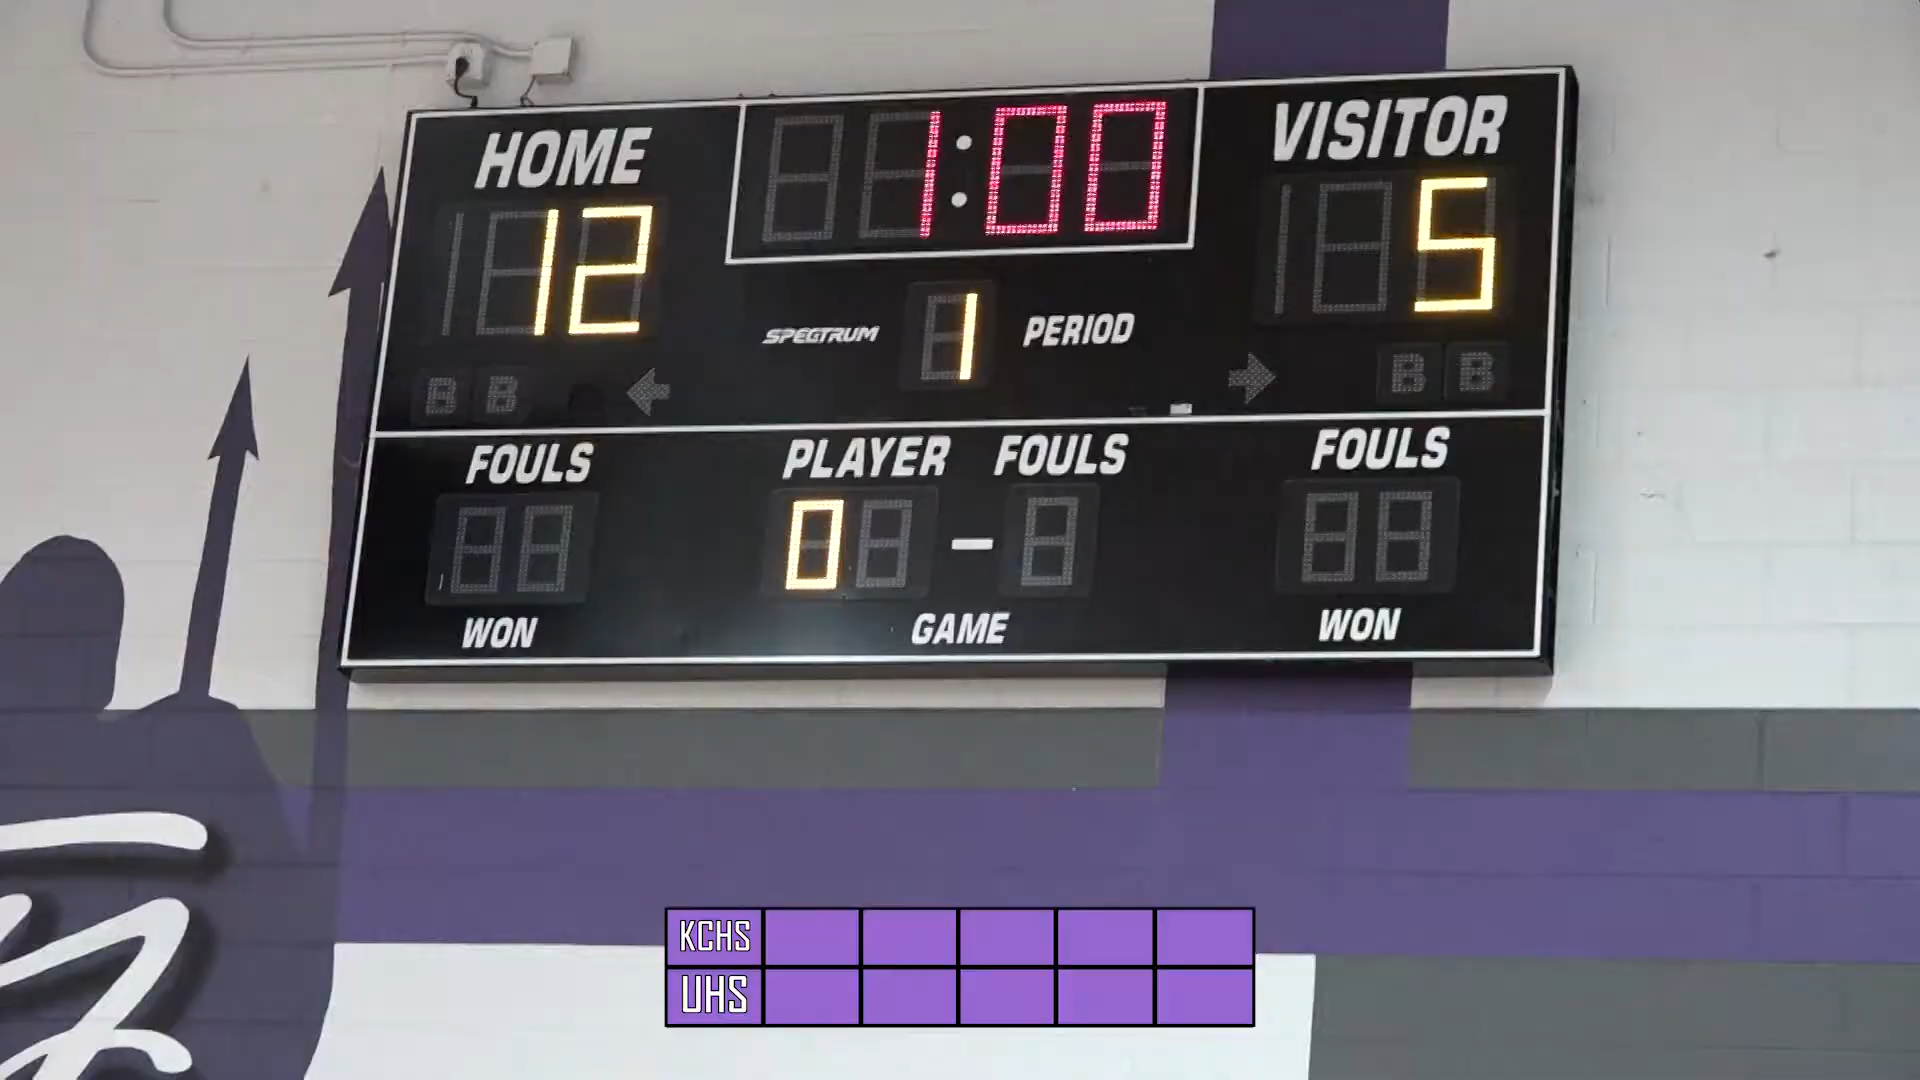 HOME 1:00 VISITOR
12 5
SPECTRUM 1 PERIOD
B B B B
FOULS PLAYER FOULS FOULS
0 -
WON GAME WON
KCHS
UHS